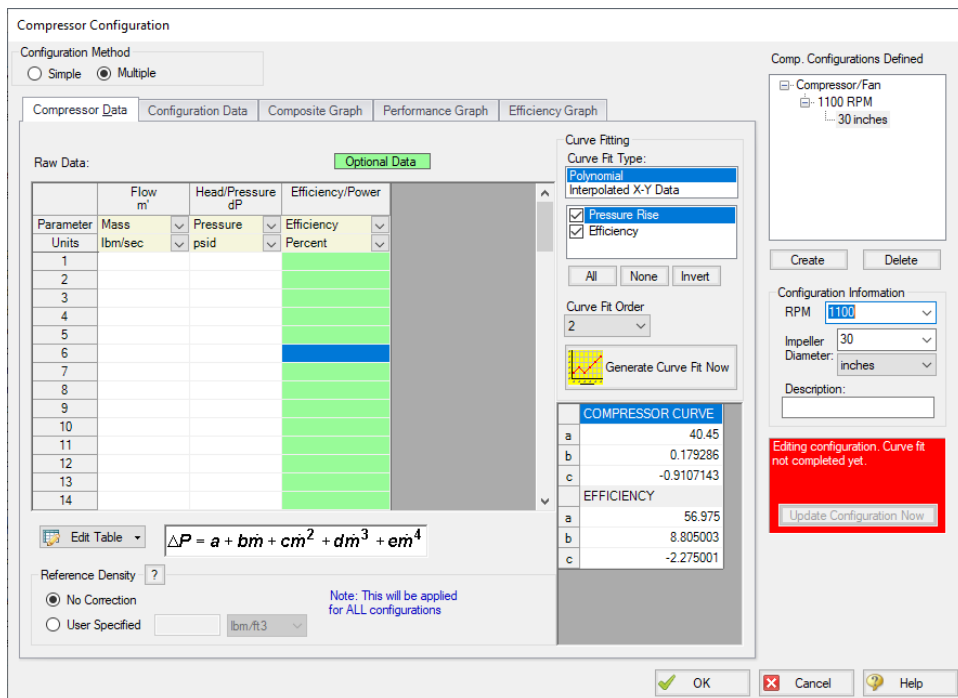 Compressor Configuration
Configuration Method
Simple Multiple
Compressor Data Configuration Data Composite Graph Performance Graph Efficiency Graph
Raw Data:
Optional Data
Flow Head/Pressure Efficiency/Power
m' dP
Parameter Mass Pressure Efficiency
Units lbm/sec psid Percent
1
2
3
4
5
6
7
8
9
10
11
12
13
14
Edit Table
ΔP = a + bṁ + cṁ² + dṁ³ + eṁ⁴
Reference Density ?
No Correction
User Specified lbm/ft3
Note: This will be applied
for ALL configurations
Curve Fitting
Curve Fit Type:
Polynomial
Interpolated X-Y Data
Pressure Rise
Efficiency
All None Invert
Curve Fit Order
2
Generate Curve Fit Now
COMPRESSOR CURVE
a 40.45
b 0.179286
c -0.9107143
EFFICIENCY
a 56.975
b 8.805003
c -2.275001
Comp. Configurations Defined
Compressor/Fan
1100 RPM
30 inches
Create Delete
Configuration Information
RPM 1100
Impeller 30
Diameter: inches
Description:
Editing configuration. Curve fit
not completed yet.
Update Configuration Now
OK Cancel Help